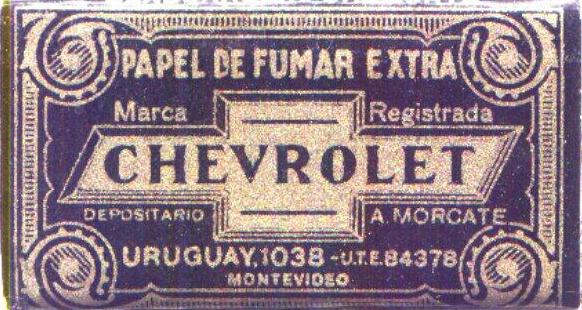 PAPEL DE FUMAR EXTRA
Marca Registrada
CHEVROLET
DEPOSITARIO A. MORCATE
URUGUAY, 1038 - U.T.E. 84378
MONTEVIDEO